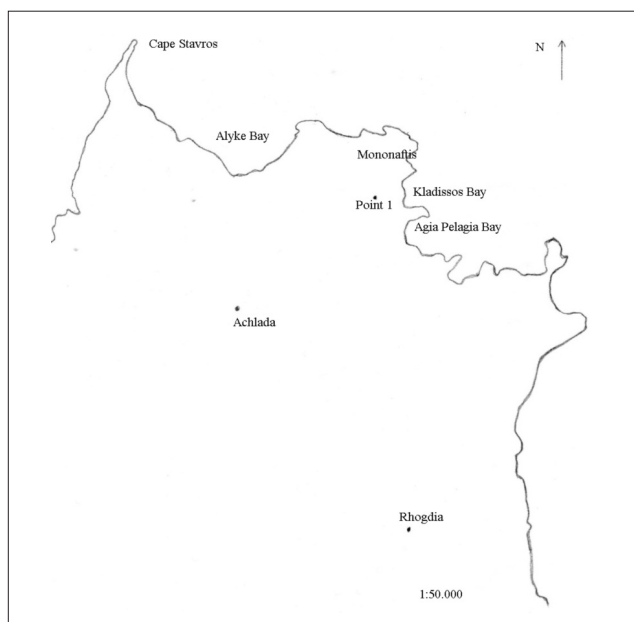 Cape Stavros
N
Alyke Bay
Mononaftis
Kladissos Bay
Point 1
Agia Pelagia Bay
Achlada
Rhogdia
1:50.000